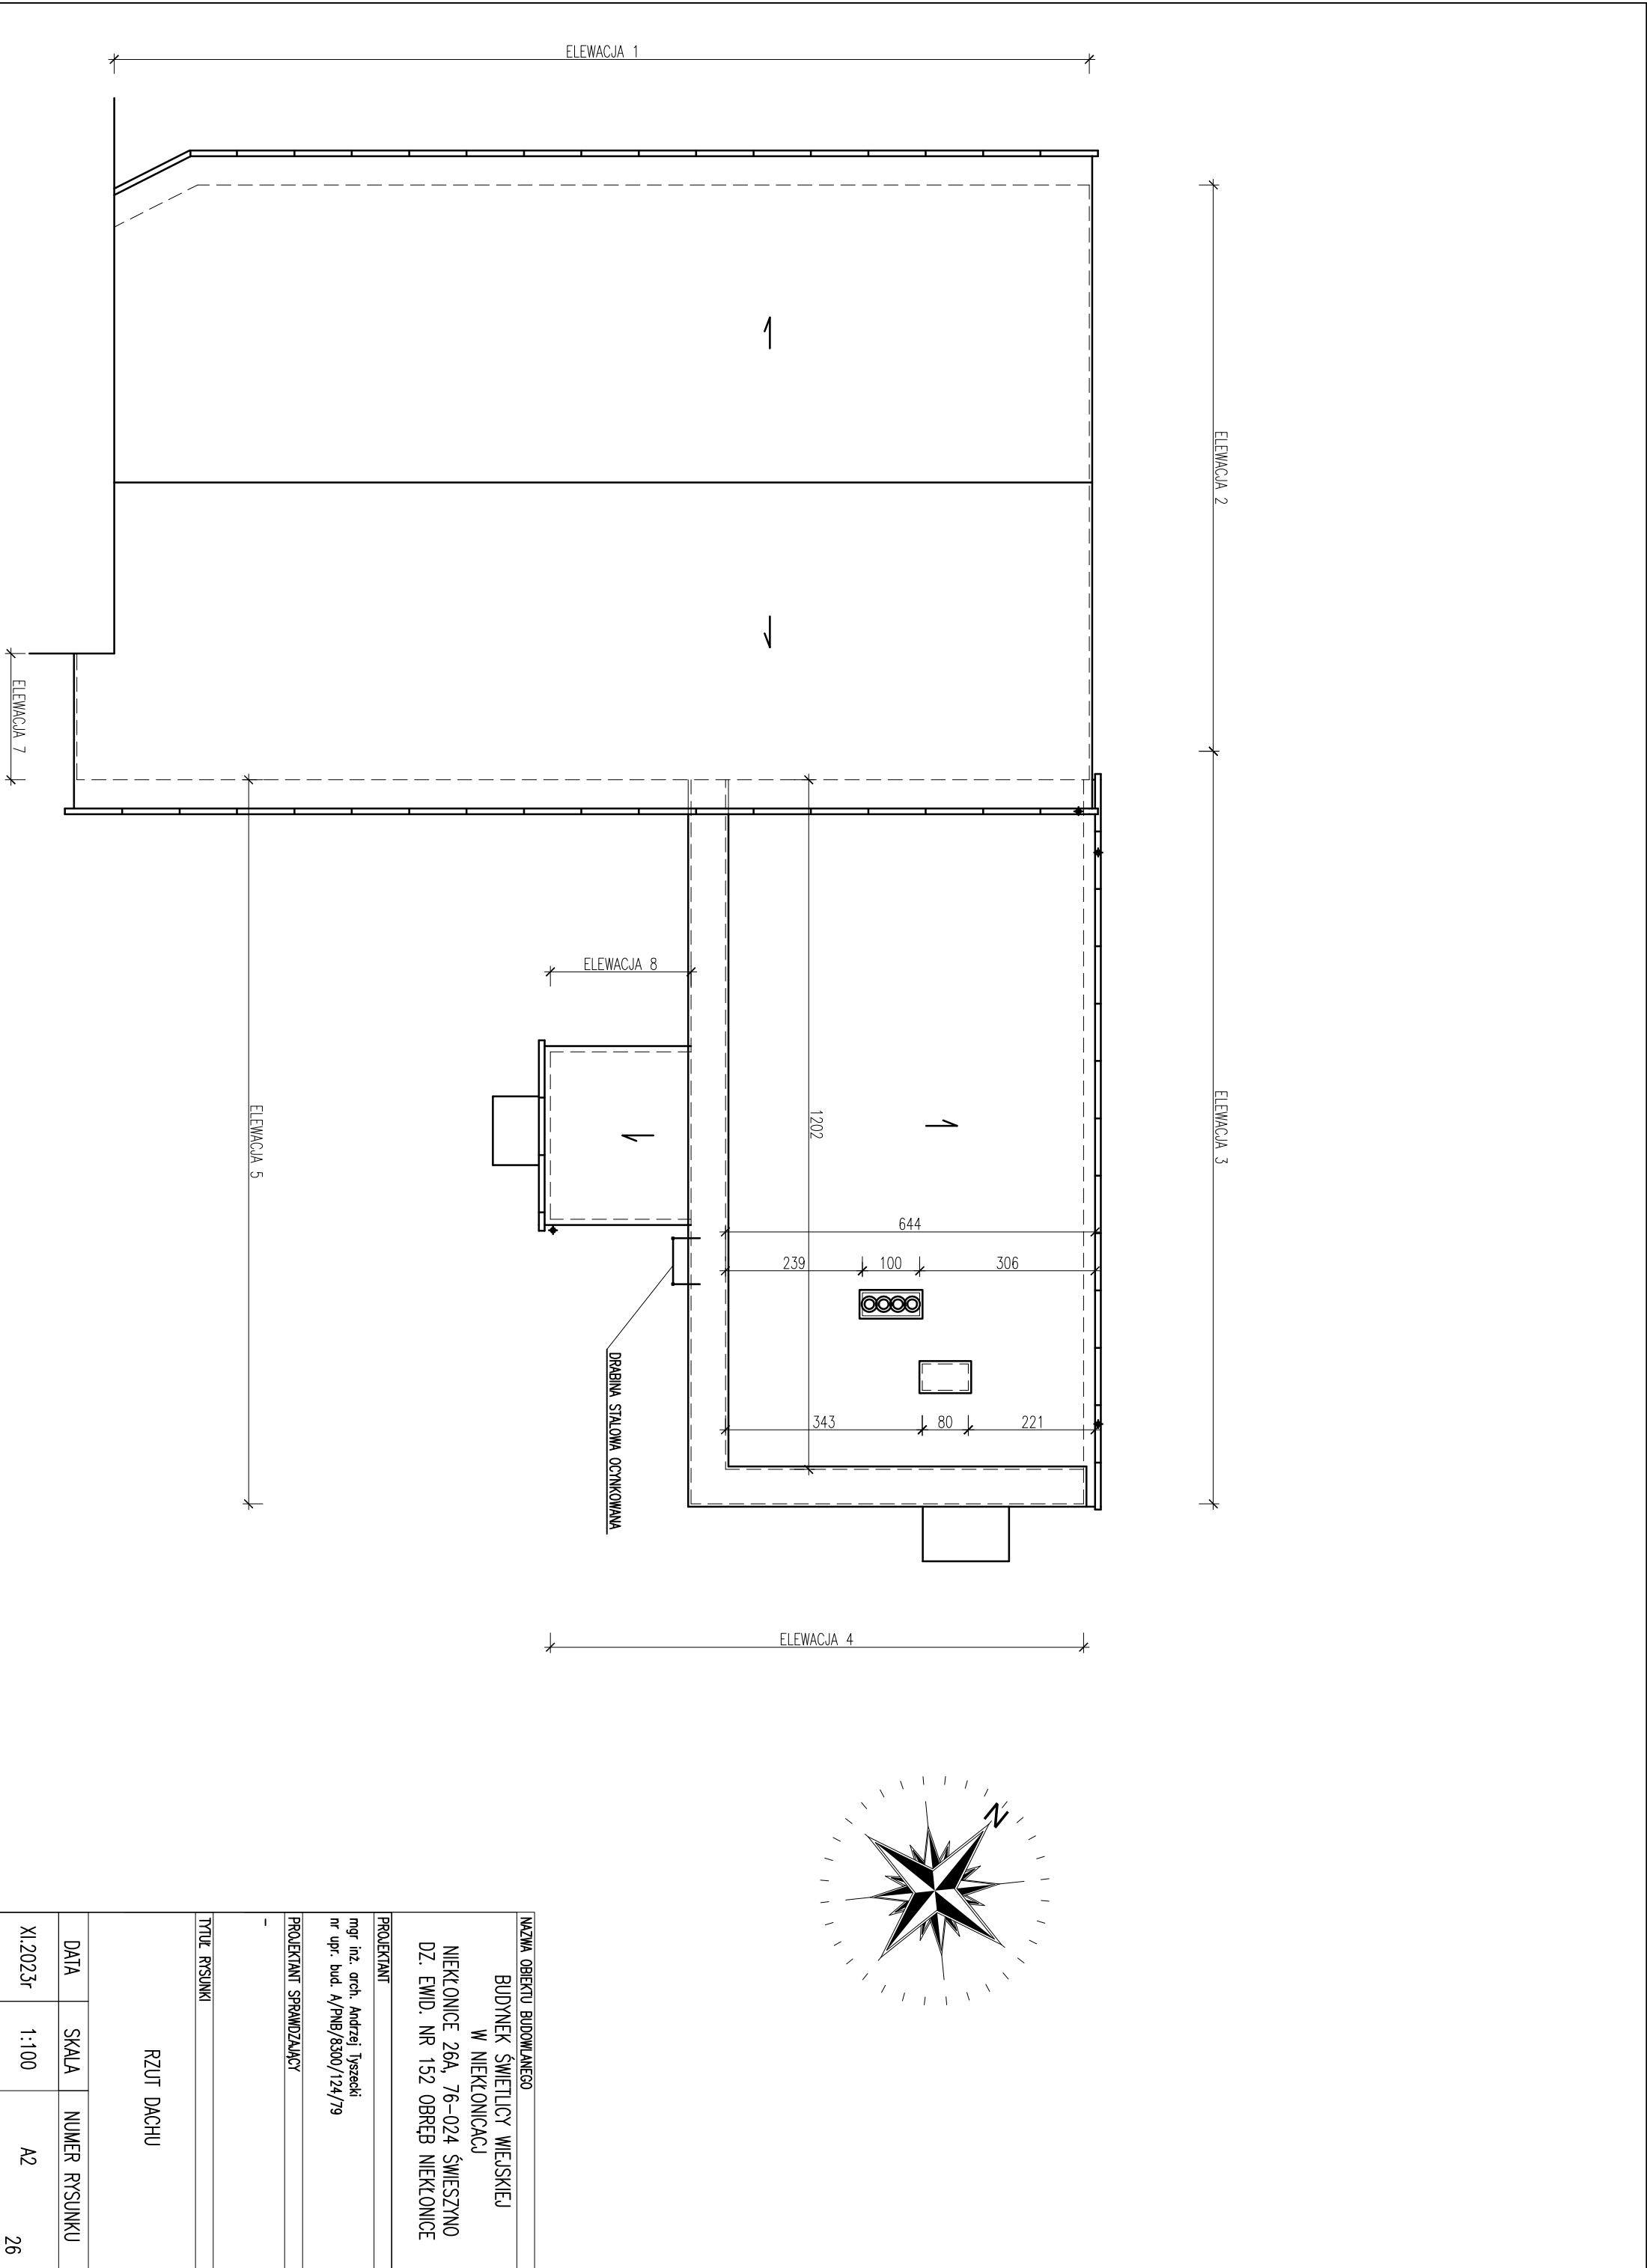 ELEWACJA 1
ELEWACJA 2
ELEWACJA 3
ELEWACJA 7
ELEWACJA 8
ELEWACJA 5
1202
644
239
100
306
343
80
221
DRABINA STALOWA OCYNKOWANA
ELEWACJA 4
N
NAZWA OBIEKTU BUDOWLANEGO
BUDYNEK ŚWIETLICY WIEJSKIEJ
W NIEKŁONICACJ
NIEKŁONICE 26A, 76-024 ŚWIESZYNO
DZ. EWID. NR 152 OBRĘB NIEKŁONICE
PROJEKTANT
mgr inż. arch. Andrzej Tyszecki
nr upr. bud. A/PNB/8300/124/79
PROJEKTANT SPRAWDZAJĄCY
-
TYTUŁ RYSUNKI
RZUT DACHU
DATA
SKALA
NUMER RYSUNKU
XI.2023r
1:100
A2
26